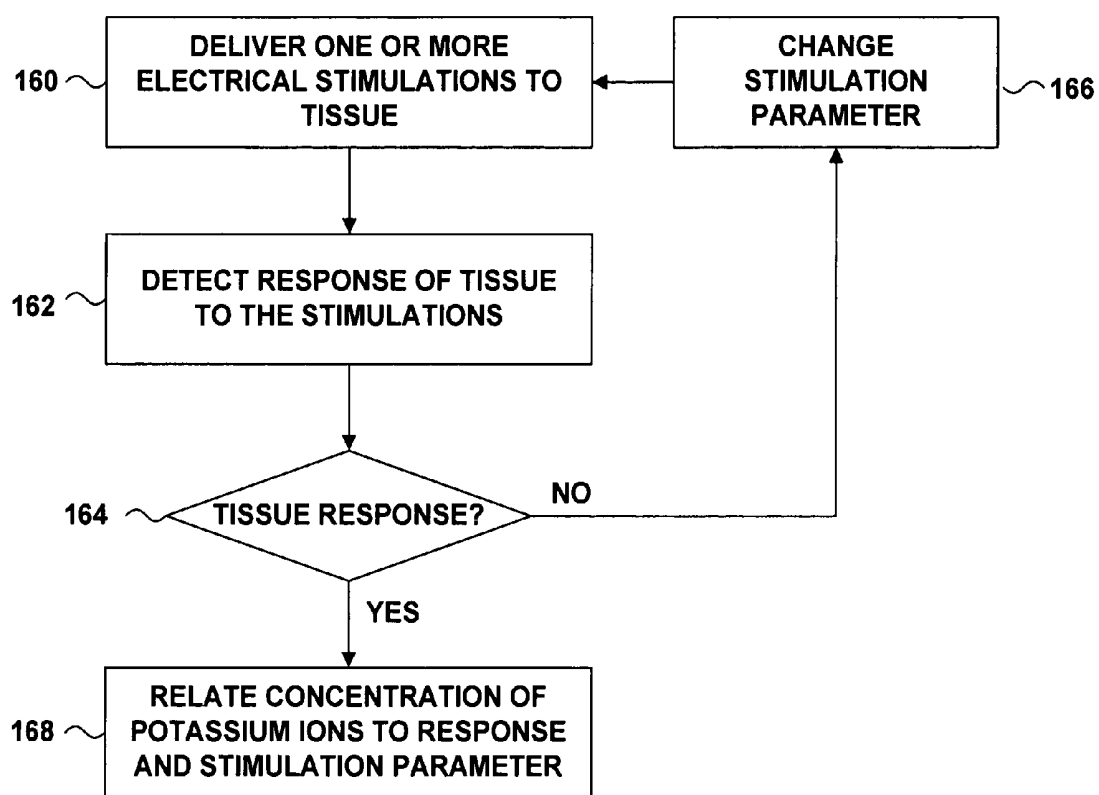 DELIVER ONE OR MORE
ELECTRICAL STIMULATIONS TO
TISSUE
160
CHANGE
STIMULATION
PARAMETER
166
DETECT RESPONSE OF TISSUE
TO THE STIMULATIONS
162
TISSUE RESPONSE?
164
NO
YES
RELATE CONCENTRATION OF
POTASSIUM IONS TO RESPONSE
AND STIMULATION PARAMETER
168